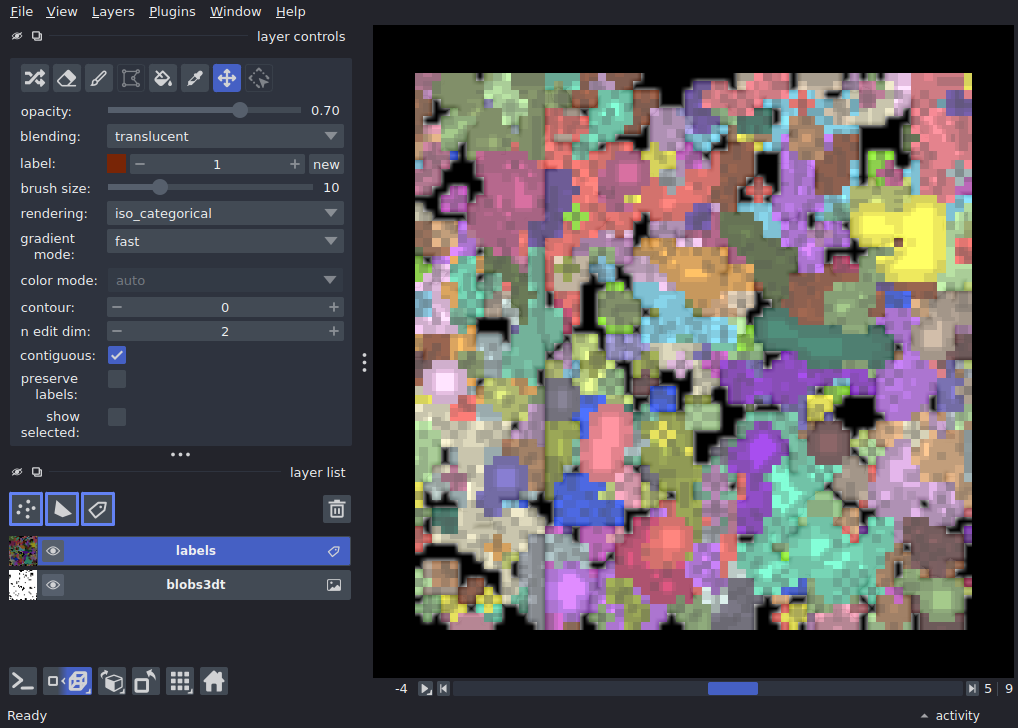 File View Layers Plugins Window Help
layer controls
opacity: 0.70
blending: translucent
label: 1 new
brush size: 10
rendering: iso_categorical
gradient mode: fast
color mode: auto
contour: 0
n edit dim: 2
contiguous:
preserve labels:
show selected:
layer list
labels
blobs3dt
-4 5 9
Ready activity